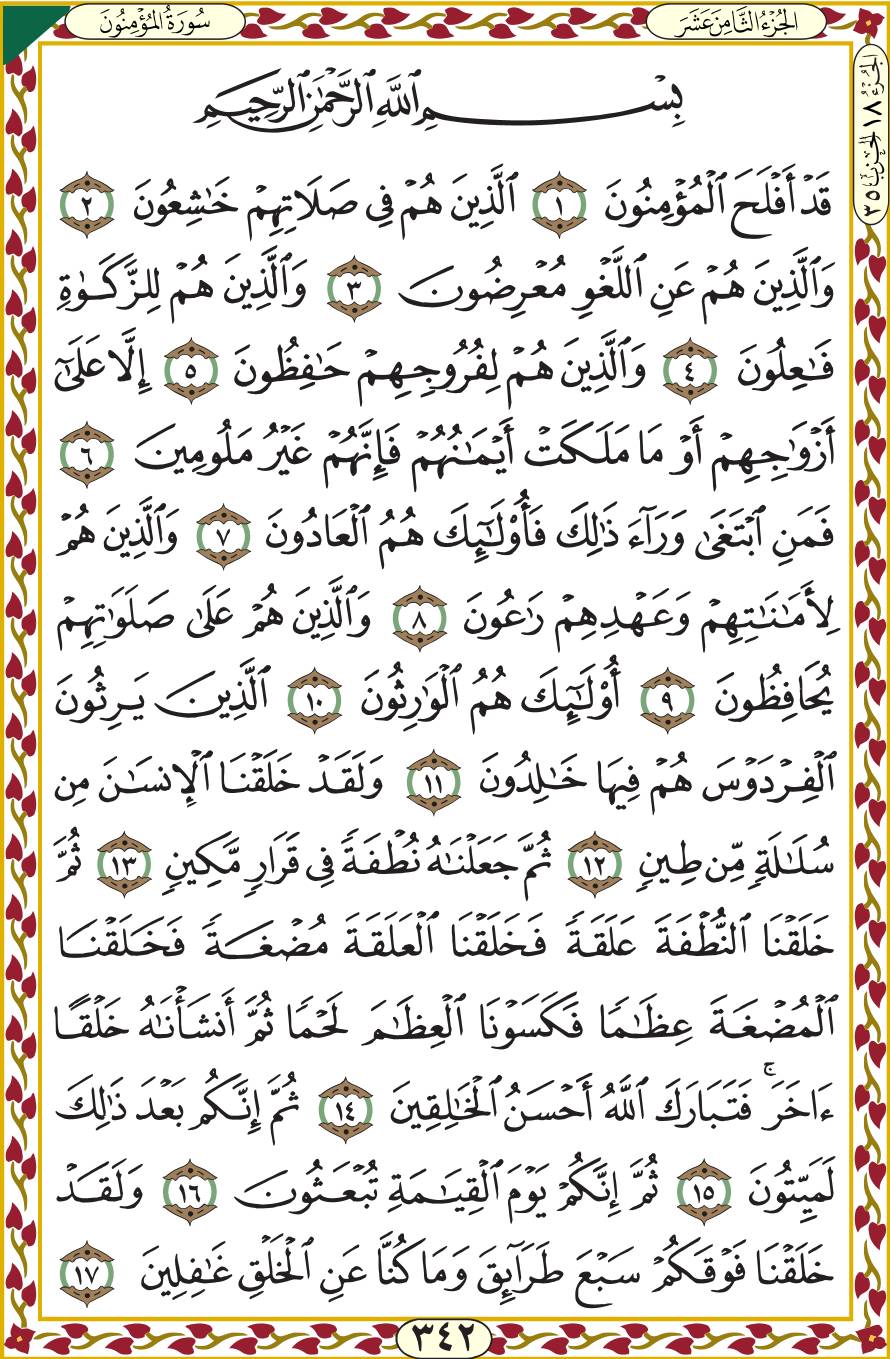 سُورَةُ المُؤْمِنُونَ
الجُزْءُ الثَّامِنَ عَشَرَ
الجُزْءُ ١٨ الحِزْبُ ٣٥
بِسْمِ ٱللَّهِ ٱلرَّحْمَٰنِ ٱلرَّحِيمِ
قَدْ أَفْلَحَ ٱلْمُؤْمِنُونَ ١ ٱلَّذِينَ هُمْ فِى صَلَاتِهِمْ خَٰشِعُونَ ٢
وَٱلَّذِينَ هُمْ عَنِ ٱللَّغْوِ مُعْرِضُونَ ٣ وَٱلَّذِينَ هُمْ لِلزَّكَوٰةِ
فَٰعِلُونَ ٤ وَٱلَّذِينَ هُمْ لِفُرُوجِهِمْ حَٰفِظُونَ ٥ إِلَّا عَلَىٰٓ
أَزْوَٰجِهِمْ أَوْ مَا مَلَكَتْ أَيْمَٰنُهُمْ فَإِنَّهُمْ غَيْرُ مَلُومِينَ ٦
فَمَنِ ٱبْتَغَىٰ وَرَآءَ ذَٰلِكَ فَأُو۟لَٰٓئِكَ هُمُ ٱلْعَادُونَ ٧ وَٱلَّذِينَ هُمْ
لِأَمَٰنَٰتِهِمْ وَعَهْدِهِمْ رَٰعُونَ ٨ وَٱلَّذِينَ هُمْ عَلَىٰ صَلَوَٰتِهِمْ
يُحَافِظُونَ ٩ أُو۟لَٰٓئِكَ هُمُ ٱلْوَٰرِثُونَ ١٠ ٱلَّذِينَ يَرِثُونَ
ٱلْفِرْدَوْسَ هُمْ فِيهَا خَٰلِدُونَ ١١ وَلَقَدْ خَلَقْنَا ٱلْإِنسَٰنَ مِن
سُلَٰلَةٍ مِّن طِينٍ ١٢ ثُمَّ جَعَلْنَٰهُ نُطْفَةً فِى قَرَارٍ مَّكِينٍ ١٣ ثُمَّ
خَلَقْنَا ٱلنُّطْفَةَ عَلَقَةً فَخَلَقْنَا ٱلْعَلَقَةَ مُضْغَةً فَخَلَقْنَا
ٱلْمُضْغَةَ عِظَٰمًا فَكَسَوْنَا ٱلْعِظَٰمَ لَحْمًا ثُمَّ أَنشَأْنَٰهُ خَلْقًا
ءَاخَرَ ۚ فَتَبَارَكَ ٱللَّهُ أَحْسَنُ ٱلْخَٰلِقِينَ ١٤ ثُمَّ إِنَّكُم بَعْدَ ذَٰلِكَ
لَمَيِّتُونَ ١٥ ثُمَّ إِنَّكُمْ يَوْمَ ٱلْقِيَٰمَةِ تُبْعَثُونَ ١٦ وَلَقَدْ
خَلَقْنَا فَوْقَكُمْ سَبْعَ طَرَآئِقَ وَمَا كُنَّا عَنِ ٱلْخَلْقِ غَٰفِلِينَ ١٧
٣٤٢